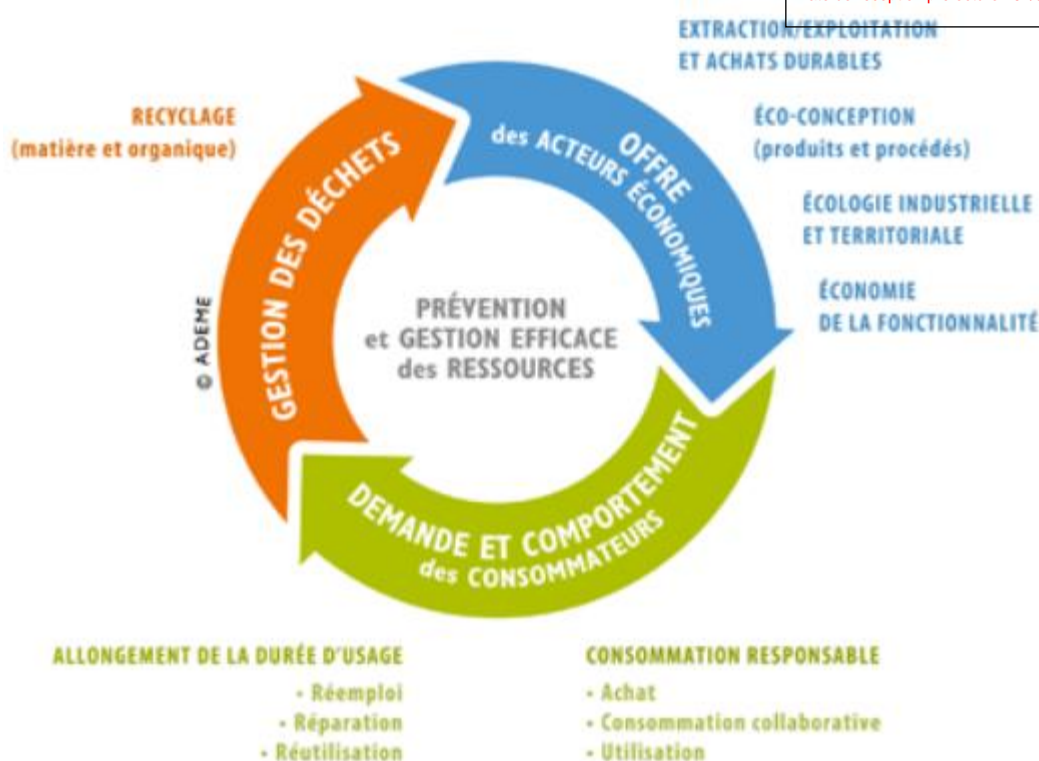 EXTRACTION/EXPLOITATION
ET ACHATS DURABLES
RECYCLAGE
(matière et organique)
ÉCO-CONCEPTION
(produits et procédés)
ÉCOLOGIE INDUSTRIELLE
ET TERRITORIALE
ÉCONOMIE
DE LA FONCTIONNALITÉ
OFFRE
des ACTEURS ÉCONOMIQUES
GESTION DES DÉCHETS
PRÉVENTION
et GESTION EFFICACE
des RESSOURCES
© ADEME
DEMANDE ET COMPORTEMENT
des CONSOMMATEURS
ALLONGEMENT DE LA DURÉE D'USAGE
• Réemploi
• Réparation
• Réutilisation
CONSOMMATION RESPONSABLE
• Achat
• Consommation collaborative
• Utilisation